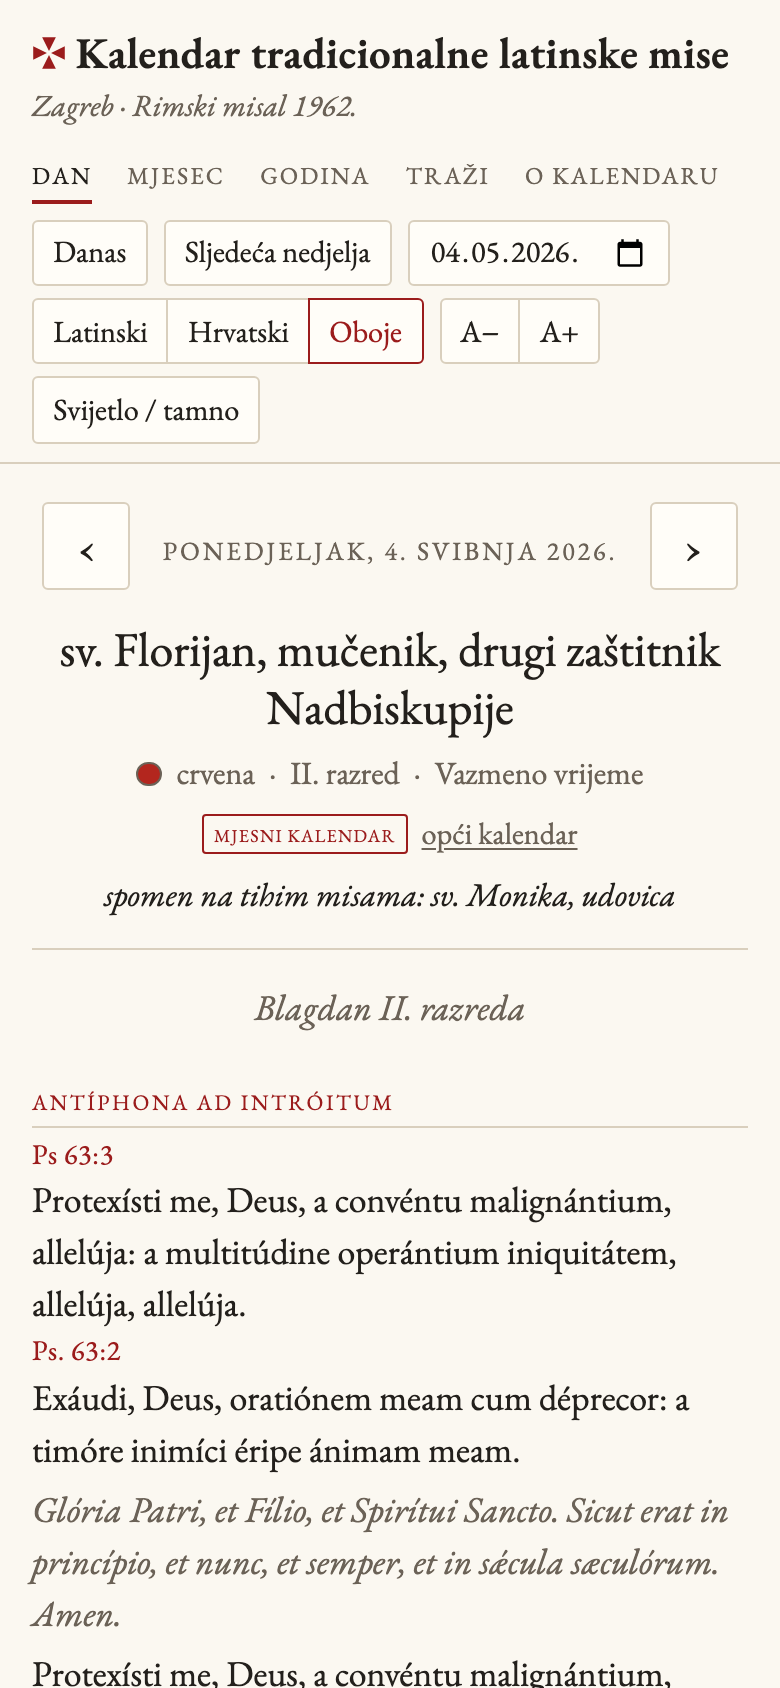 Kalendar tradicionalne latinske mise
Zagreb · Rimski misal 1962.
DAN MJESEC GODINA TRAŽI O KALENDARU
Danas Sljedeća nedjelja 04.05.2026.
Latinski Hrvatski Oboje A− A+
Svijetlo / tamno
‹ PONEDJELJAK, 4. SVIBNJA 2026. ›
sv. Florijan, mučenik, drugi zaštitnik
Nadbiskupije
crvena · II. razred · Vazmeno vrijeme
MJESNI KALENDAR opći kalendar
spomen na tihim misama: sv. Monika, udovica
Blagdan II. razreda
ANTÍPHONA AD INTRÓITUM
Ps 63:3
Protexísti me, Deus, a convéntu malignántium,
allelúja: a multitúdine operántium iniquitátem,
allelúja, allelúja.
Ps. 63:2
Exáudi, Deus, oratiónem meam cum déprecor: a
timóre inimíci éripe ánimam meam.
Glória Patri, et Fílio, et Spirítui Sancto. Sicut erat in
princípio, et nunc, et semper, et in sǽcula sæculórum.
Amen.
Protexísti me, Deus, a convéntu malignántium,